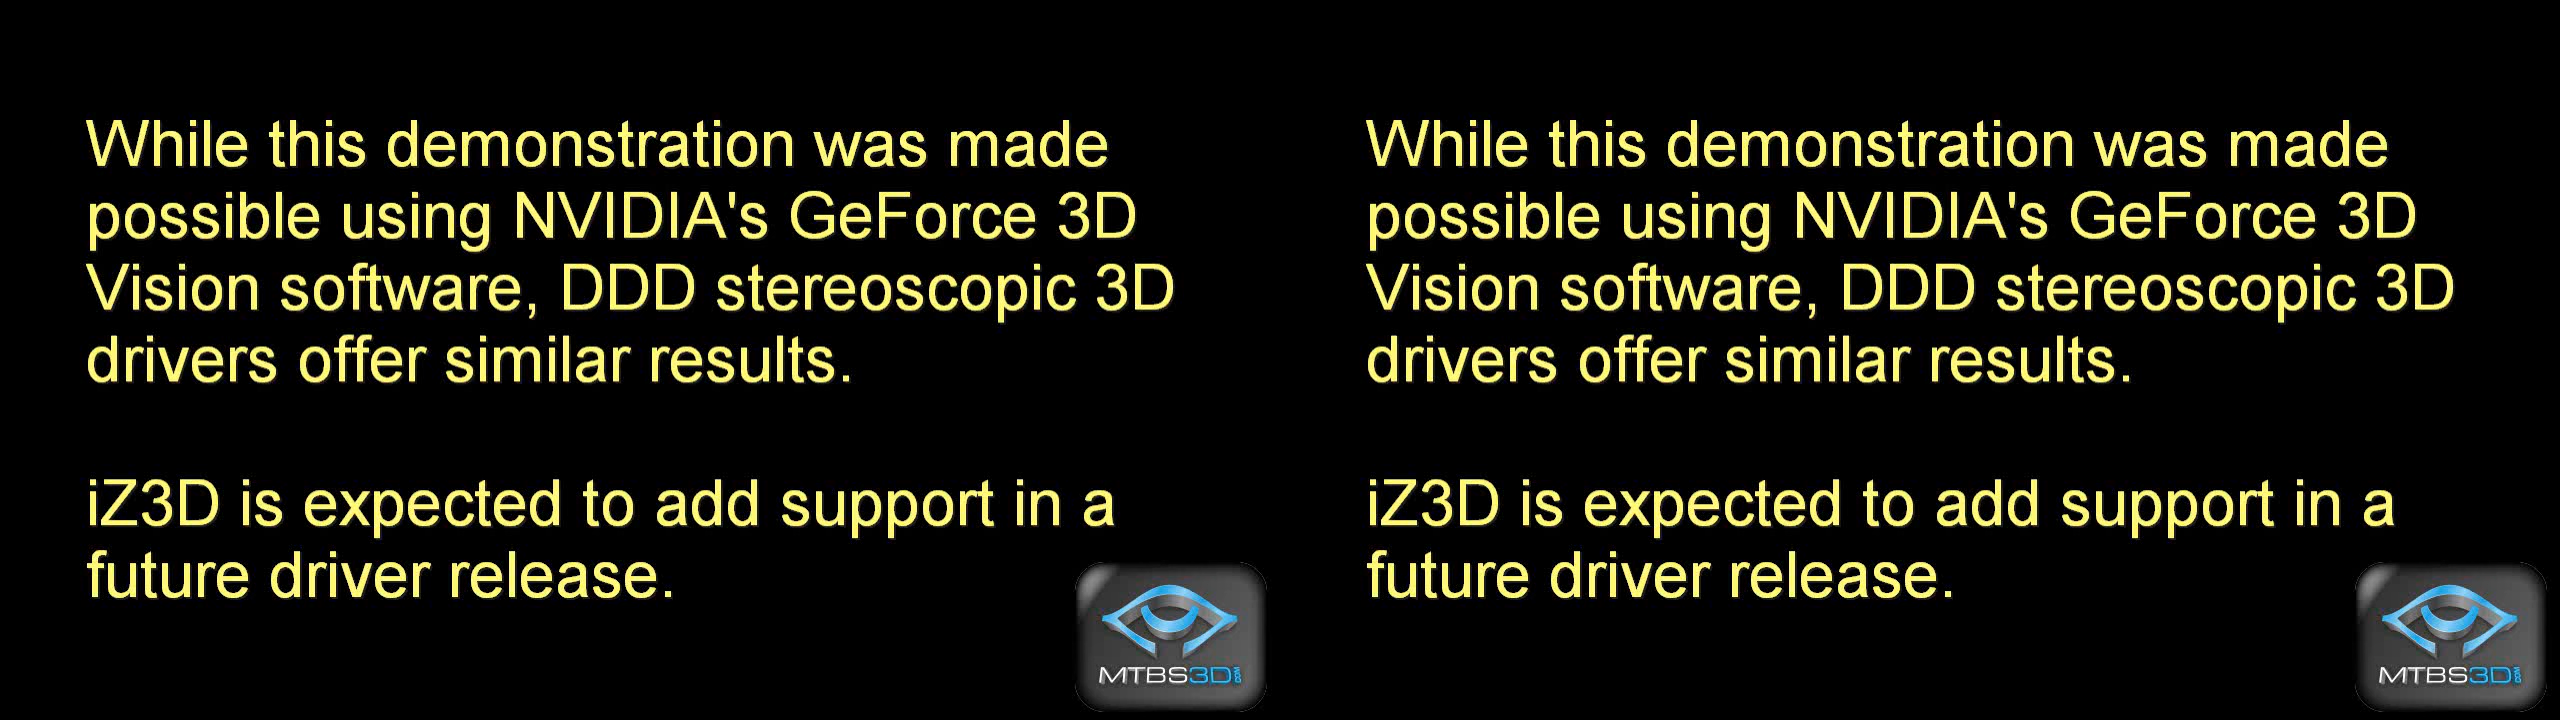 While this demonstration was made
possible using NVIDIA's GeForce 3D
Vision software, DDD stereoscopic 3D
drivers offer similar results.
iZ3D is expected to add support in a
future driver release.
MTBS3D.COM
While this demonstration was made
possible using NVIDIA's GeForce 3D
Vision software, DDD stereoscopic 3D
drivers offer similar results.
iZ3D is expected to add support in a
future driver release.
MTBS3D.COM